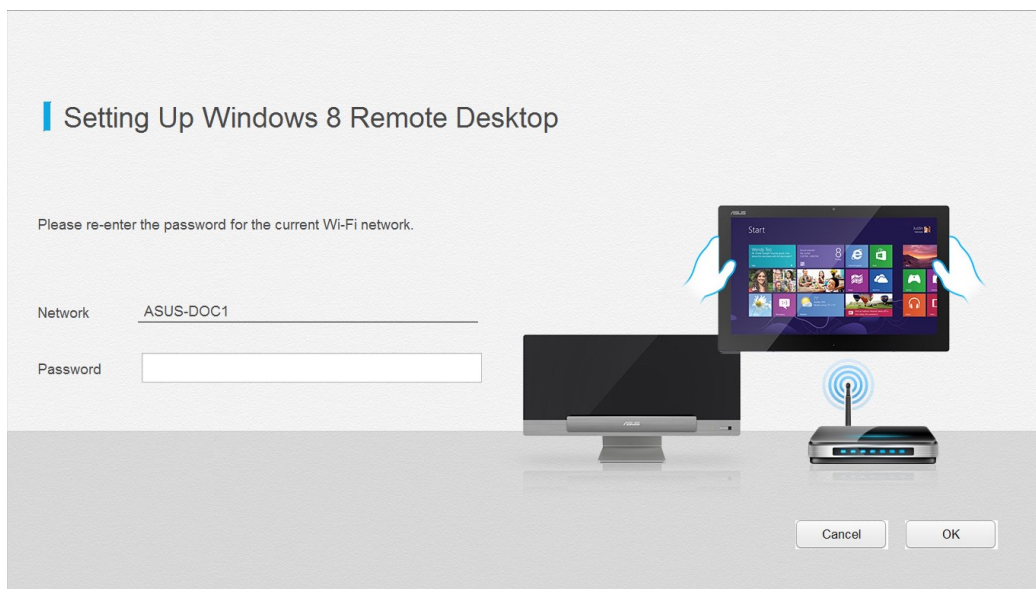 Setting Up Windows 8 Remote Desktop
Please re-enter the password for the current Wi-Fi network.
Network
ASUS-DOC1
Password
ASUS
Start
ASUS
Cancel
OK